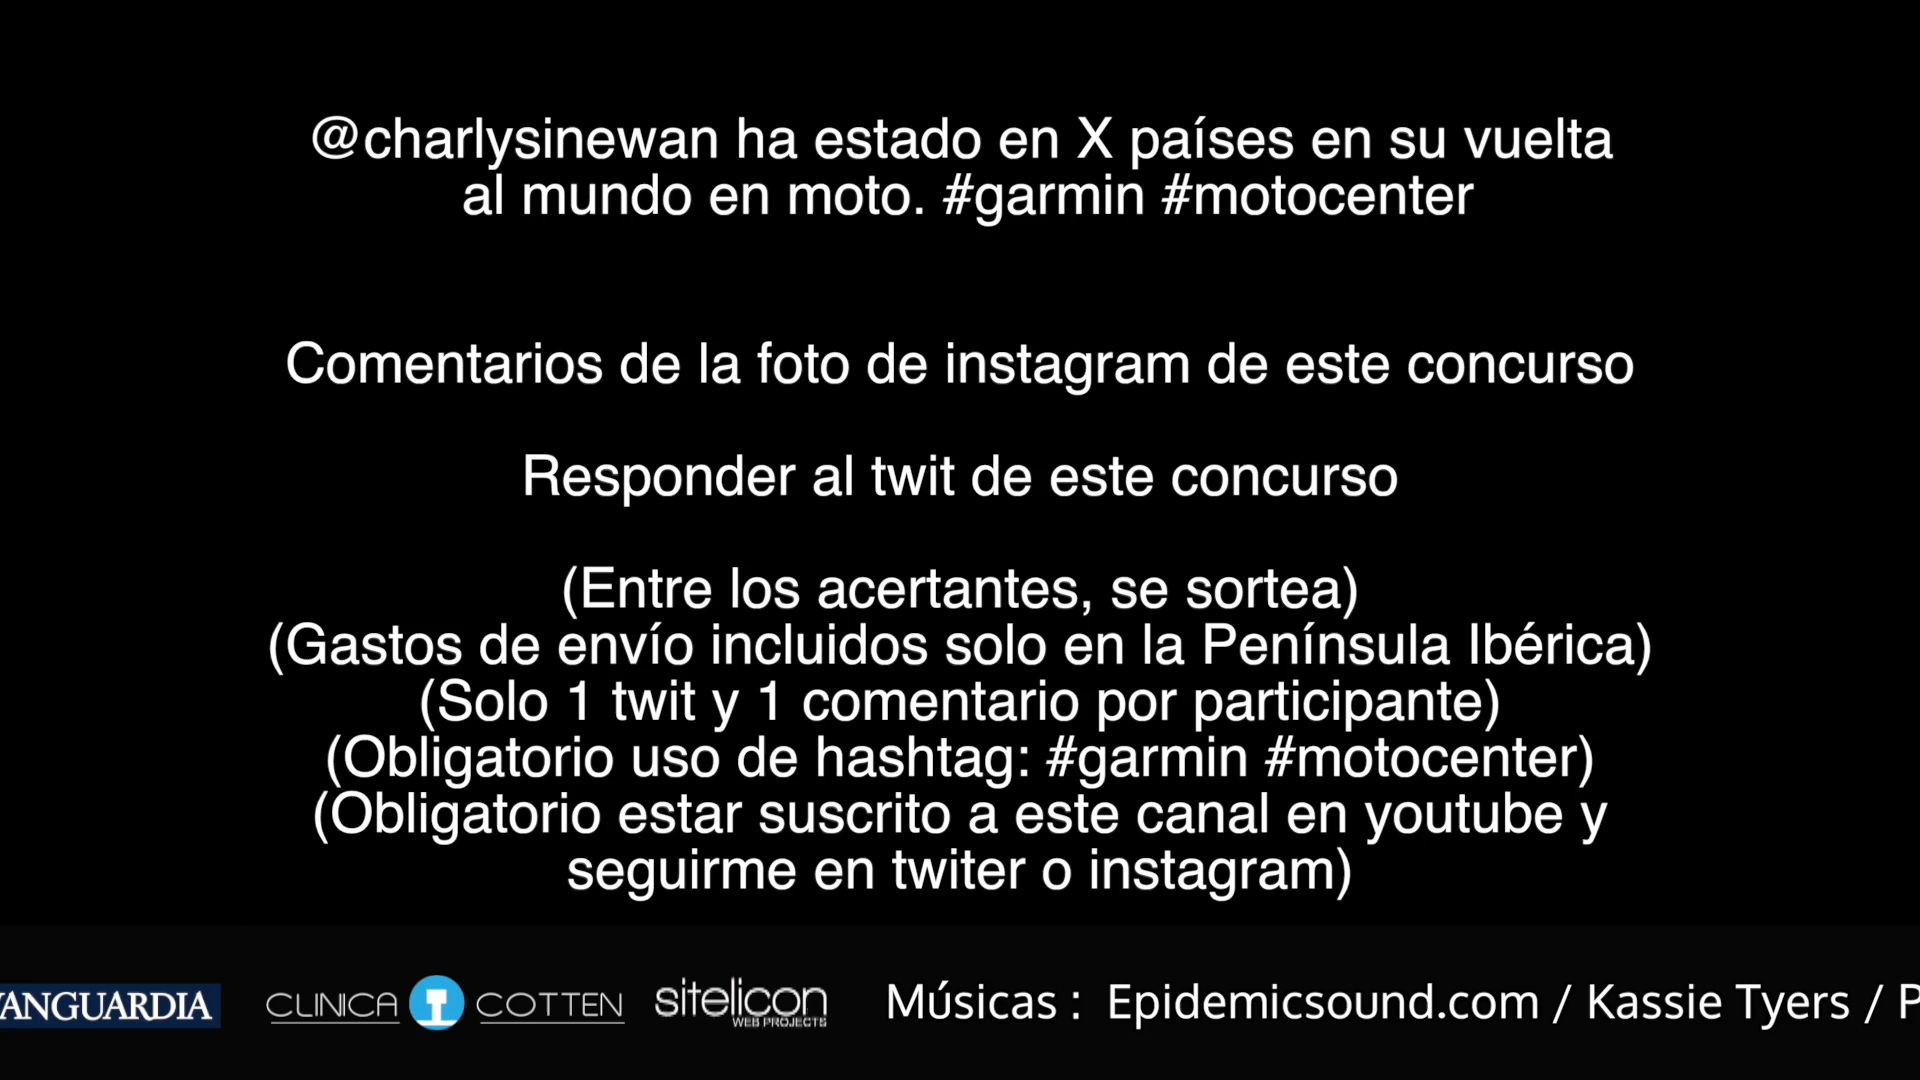 @charlysinewan ha estado en X países en su vuelta
al mundo en moto. #garmin #motocenter
Comentarios de la foto de instagram de este concurso
Responder al twit de este concurso
(Entre los acertantes, se sortea)
(Gastos de envío incluidos solo en la Península Ibérica)
(Solo 1 twit y 1 comentario por participante)
(Obligatorio uso de hashtag: #garmin #motocenter)
(Obligatorio estar suscrito a este canal en youtube y
seguirme en twiter o instagram)
VANGUARDIA CLINICA COTTEN sitelicon WEB PROJECTS Músicas : Epidemicsound.com / Kassie Tyers / P